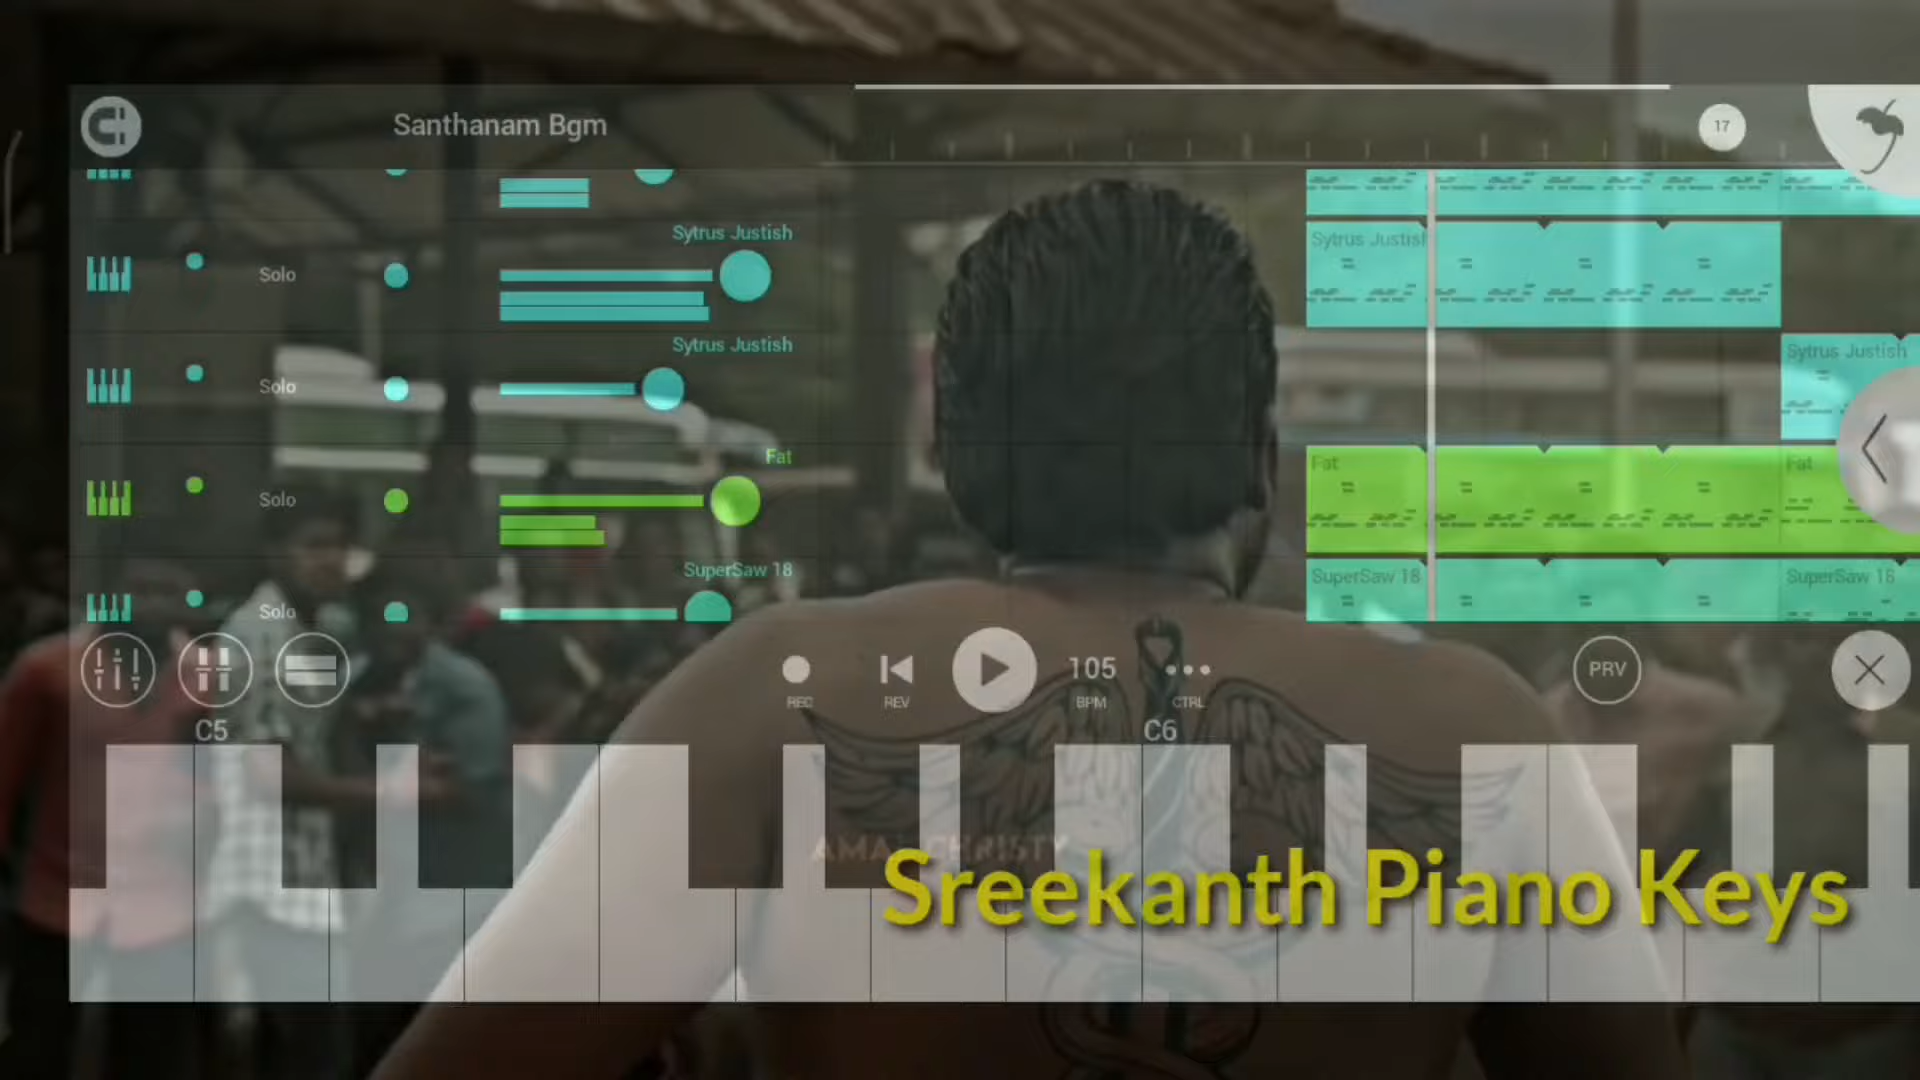 Santhanam Bgm
17
Sytrus Justish
Sytrus Justish
Solo
Sytrus Justish
Sytrus Justish
Solo
Fat
Fat
Fat
Solo
SuperSaw 18
SuperSaw 18
SuperSaw 18
Solo
105
PRV
REC
REV
BPM
CTRL
C5
C6
CHRISTY
Sreekanth Piano Keys